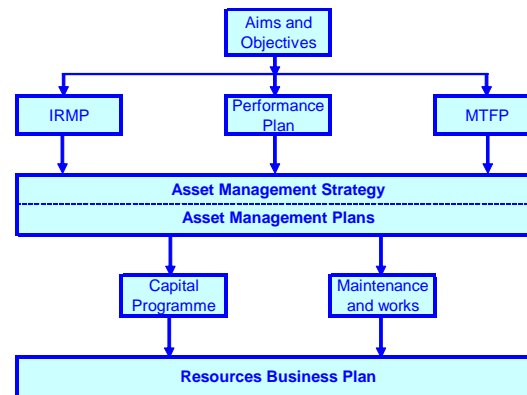 Aims and
Objectives
IRMP
Performance
Plan
MTFP
Asset Management Strategy
Asset Management Plans
Capital
Programme
Maintenance
and works
Resources Business Plan